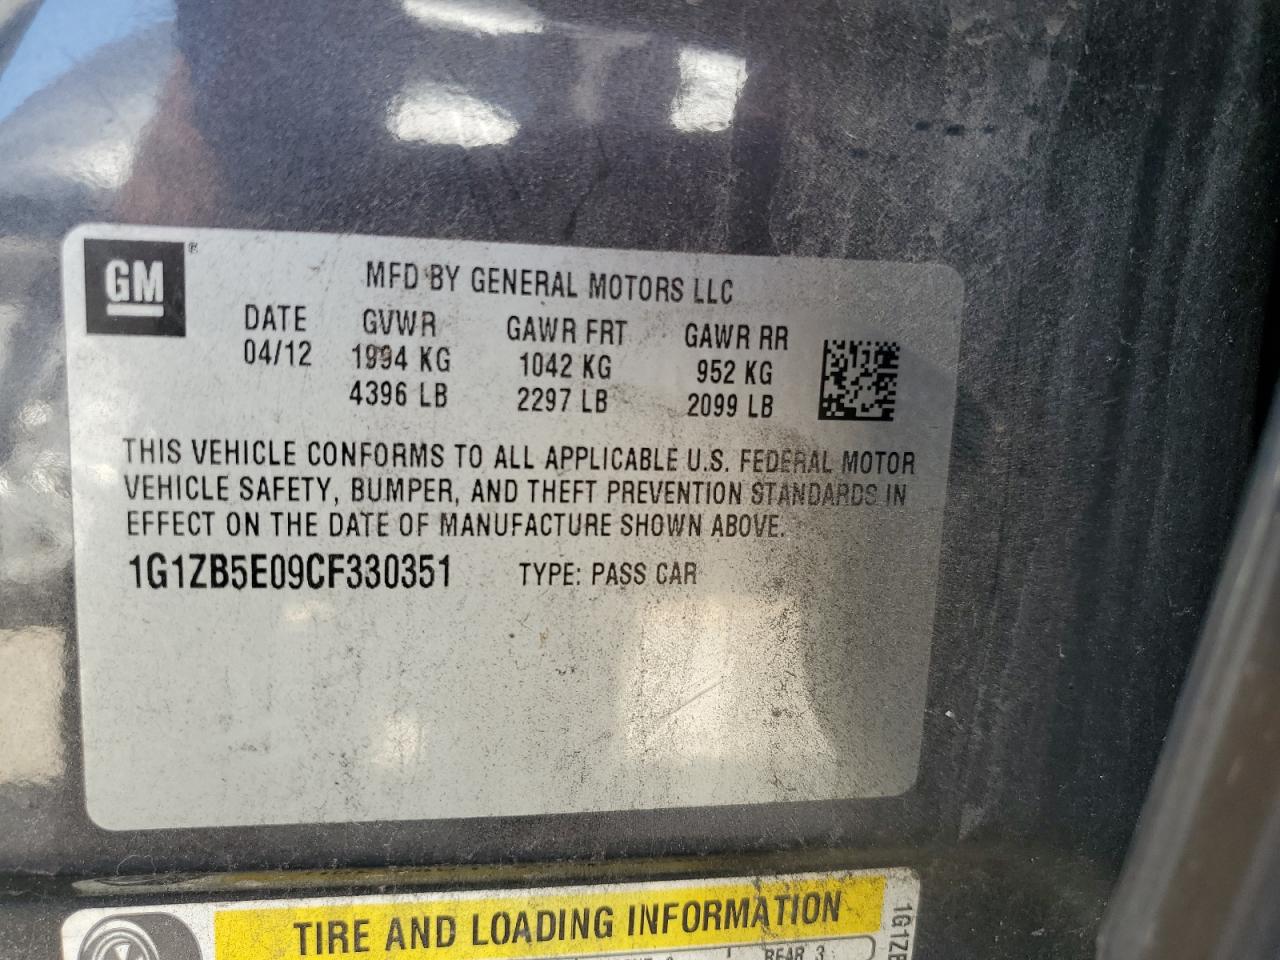 GM ®
MFD BY GENERAL MOTORS LLC
DATE GVWR GAWR FRT GAWR RR
04/12 1994 KG 1042 KG 952 KG
4396 LB 2297 LB 2099 LB
THIS VEHICLE CONFORMS TO ALL APPLICABLE U.S. FEDERAL MOTOR
VEHICLE SAFETY, BUMPER, AND THEFT PREVENTION STANDARDS IN
EFFECT ON THE DATE OF MANUFACTURE SHOWN ABOVE.
1G1ZB5E09CF330351 TYPE: PASS CAR
TIRE AND LOADING INFORMATION
REAR 3
1G1ZB